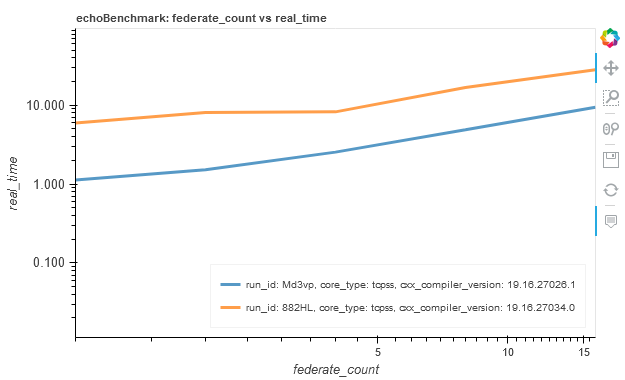 echoBenchmark: federate_count vs real_time
10.000
1.000
0.100
real_time
run_id: Md3vp, core_type: tcpss, cxx_compiler_version: 19.16.27026.1
run_id: 882HL, core_type: tcpss, cxx_compiler_version: 19.16.27034.0
5
10
15
federate_count